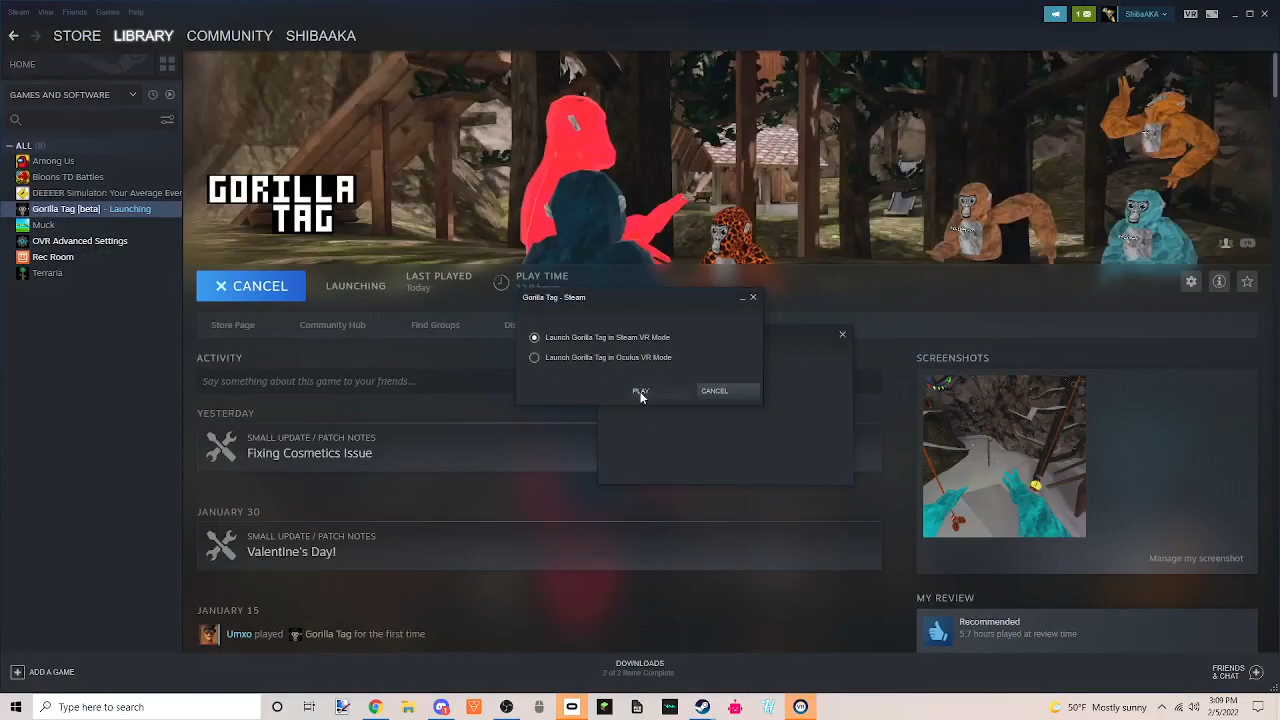 Steam View Friends Games Help
1
ShibaAKA
VR
STORE LIBRARY COMMUNITY SHIBAAKA
HOME
GAMES AND SOFTWARE
ALL (8)
Among Us
Bloons TD Battles
DEEEER Simulator: Your Average Ever
Gorilla Tag [beta] - Launching
Muck
OVR Advanced Settings
Rec Room
Terraria
GORILLA
TAG
VR
CANCEL
LAUNCHING
LAST PLAYED
Today
PLAY TIME
Gorilla Tag - Steam
Launch Gorilla Tag in Steam VR Mode
Launch Gorilla Tag in Oculus VR Mode
PLAY
CANCEL
Store Page
Community Hub
Find Groups
ACTIVITY
Say something about this game to your friends...
YESTERDAY
SMALL UPDATE / PATCH NOTES
Fixing Cosmetics Issue
JANUARY 30
SMALL UPDATE / PATCH NOTES
Valentine's Day!
JANUARY 15
Umxo played Gorilla Tag for the first time
SCREENSHOTS
Manage my screenshot
MY REVIEW
Recommended
5.7 hours played at review time
ADD A GAME
DOWNLOADS
2 of 2 Items Complete
FRIENDS
& CHAT
Type here to search
50°F Mostly sunny
3:09 PM